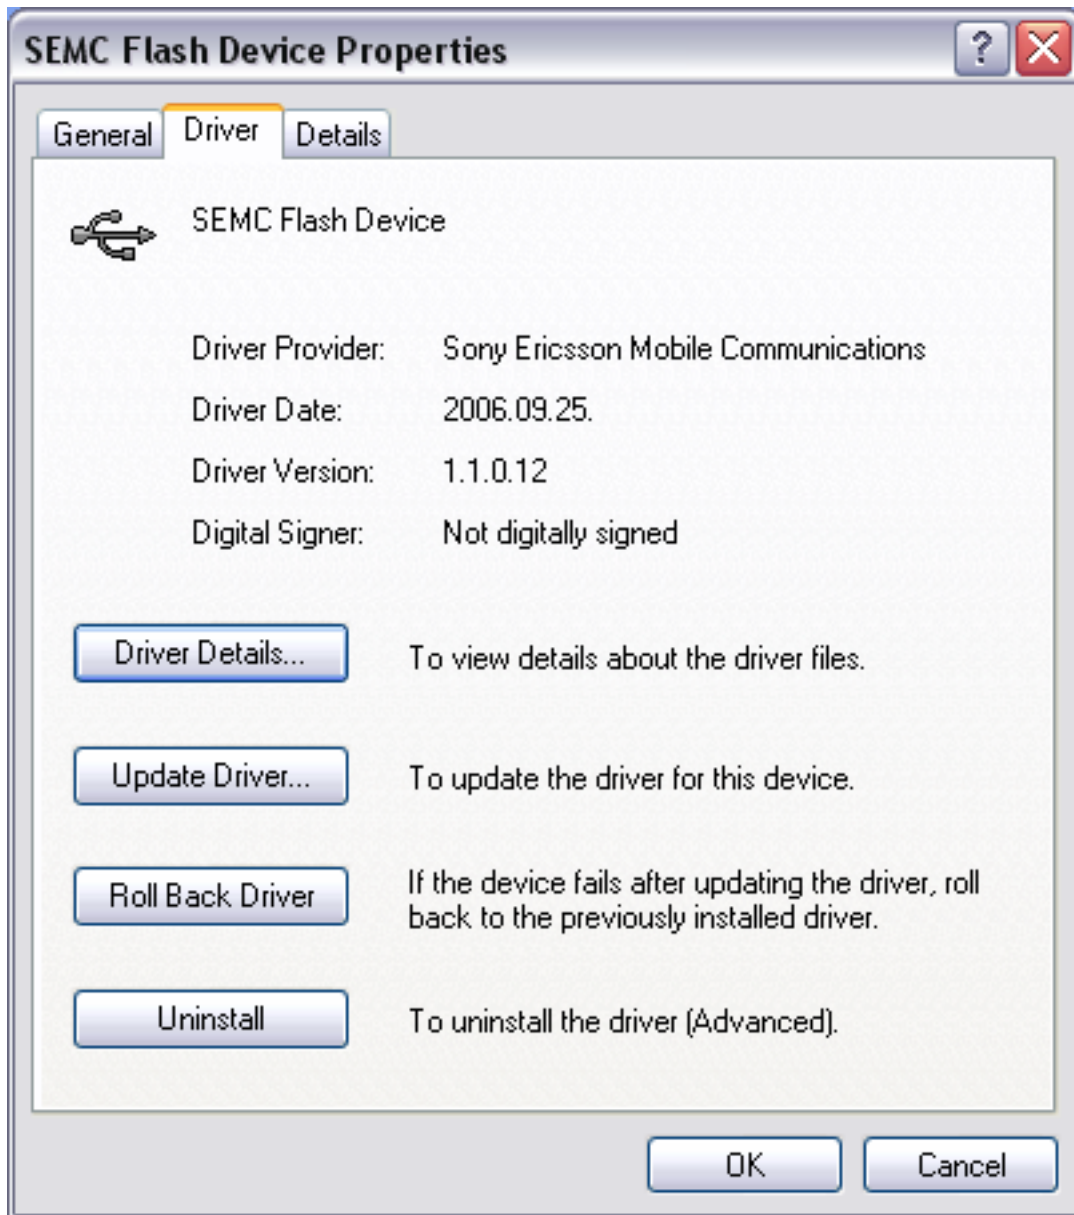 SEMC Flash Device Properties
General Driver Details
SEMC Flash Device
Driver Provider: Sony Ericsson Mobile Communications
Driver Date: 2006.09.25.
Driver Version: 1.1.0.12
Digital Signer: Not digitally signed
Driver Details... To view details about the driver files.
Update Driver... To update the driver for this device.
Roll Back Driver If the device fails after updating the driver, roll
back to the previously installed driver.
Uninstall To uninstall the driver (Advanced).
OK Cancel